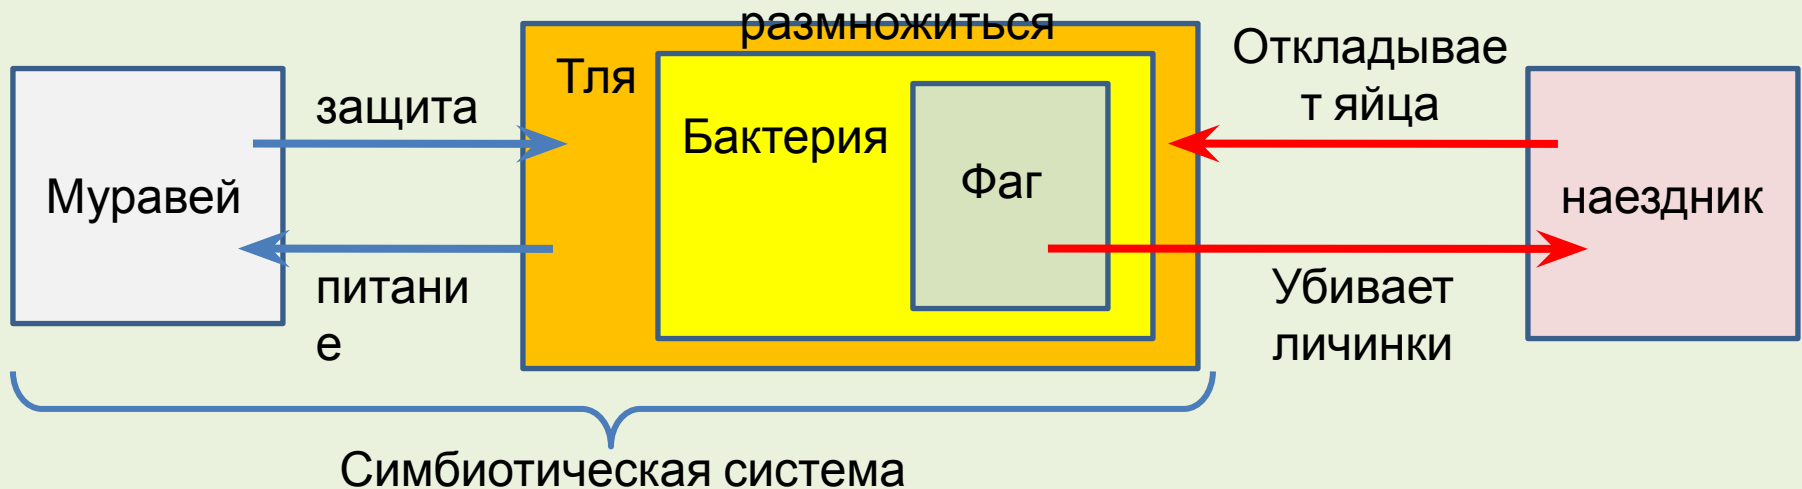 размножиться
Муравей
защита
питани
е
Тля
Бактерия
Фаг
Откладывае
т яйца
Убивает
личинки
наездник
Симбиотическая система